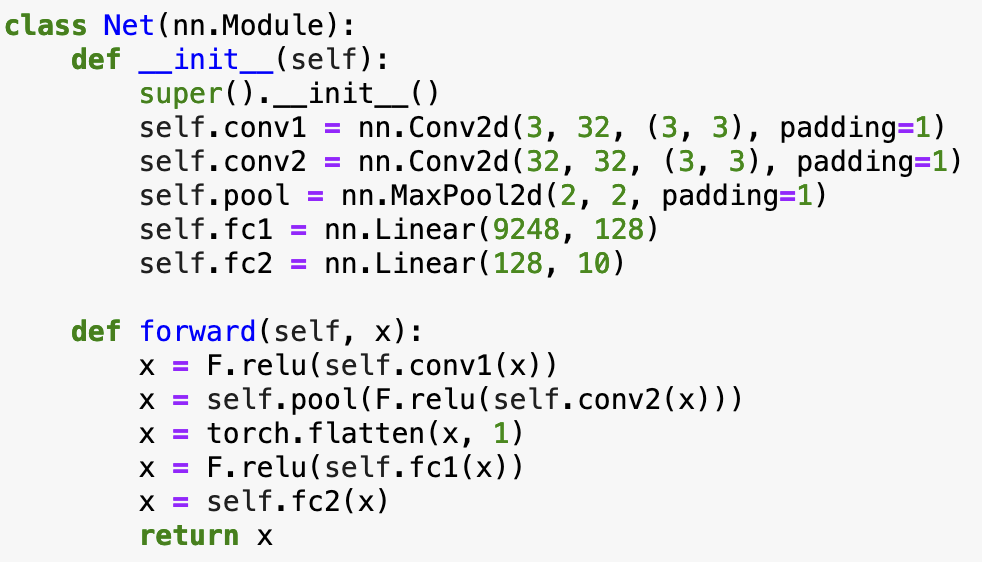 class Net(nn.Module):
    def __init__(self):
        super().__init__()
        self.conv1 = nn.Conv2d(3, 32, (3, 3), padding=1)
        self.conv2 = nn.Conv2d(32, 32, (3, 3), padding=1)
        self.pool = nn.MaxPool2d(2, 2, padding=1)
        self.fc1 = nn.Linear(9248, 128)
        self.fc2 = nn.Linear(128, 10)

    def forward(self, x):
        x = F.relu(self.conv1(x))
        x = self.pool(F.relu(self.conv2(x)))
        x = torch.flatten(x, 1)
        x = F.relu(self.fc1(x))
        x = self.fc2(x)
        return x